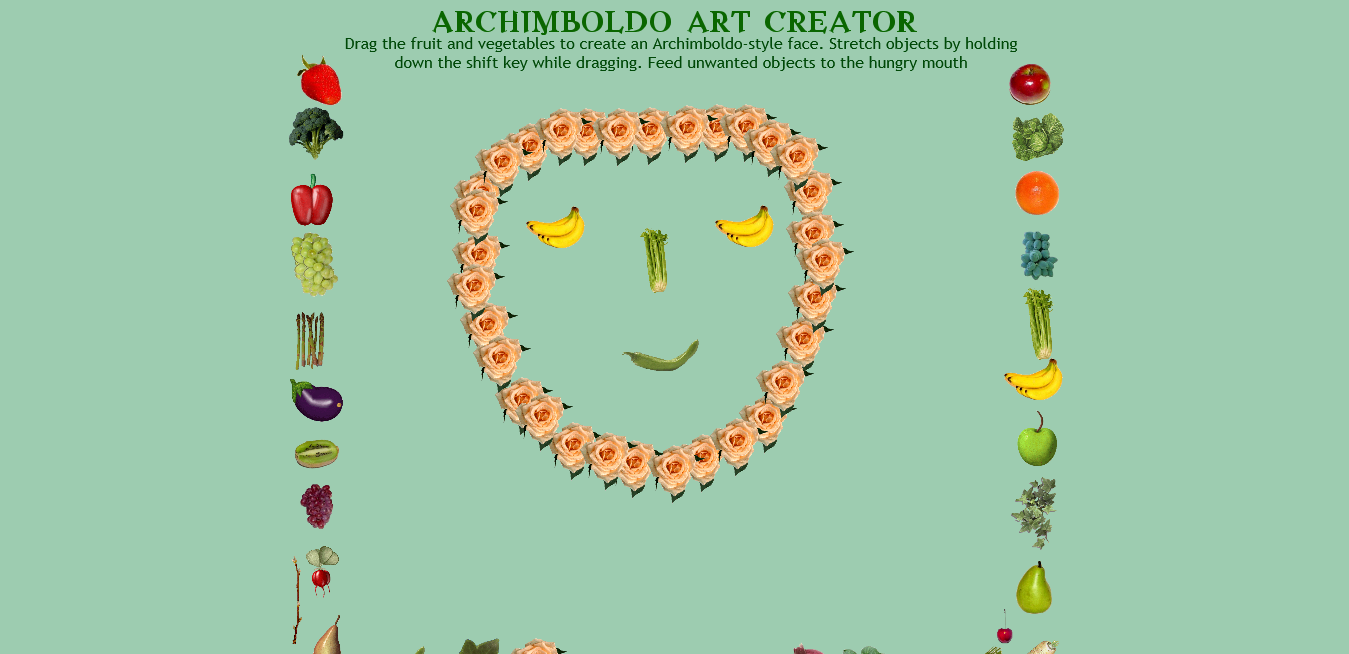 ARCHIMBOLDO ART CREATOR
Drag the fruit and vegetables to create an Archimboldo-style face. Stretch objects by holding
down the shift key while dragging. Feed unwanted objects to the hungry mouth